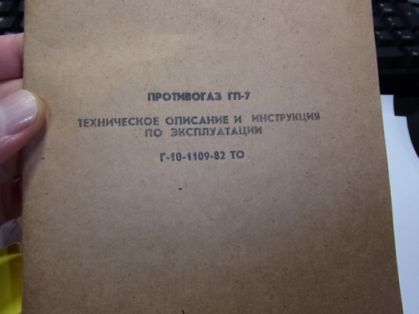 ПРОТИВОГАЗ ГП-7
ТЕХНИЧЕСКОЕ ОПИСАНИЕ И ИНСТРУКЦИЯ
ПО ЭКСПЛУАТАЦИИ
Г-10-1109-82 ТО